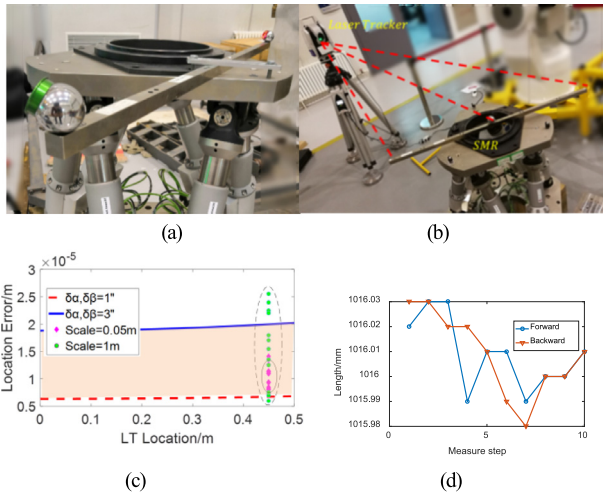 Laser Tracker
SMR
(a)
(b)
×10⁻⁵
3
2.5
2
1.5
1
0.5
Location Error/m
δα,δβ=1"
δα,δβ=3"
Scale=0.05m
Scale=1m
0
0.1
0.2
0.3
0.4
0.5
LT Location/m
(c)
1016.03
1016.02
1016.01
1016
1015.99
1015.98
Length/mm
Forward
Backward
0
5
10
Measure step
(d)